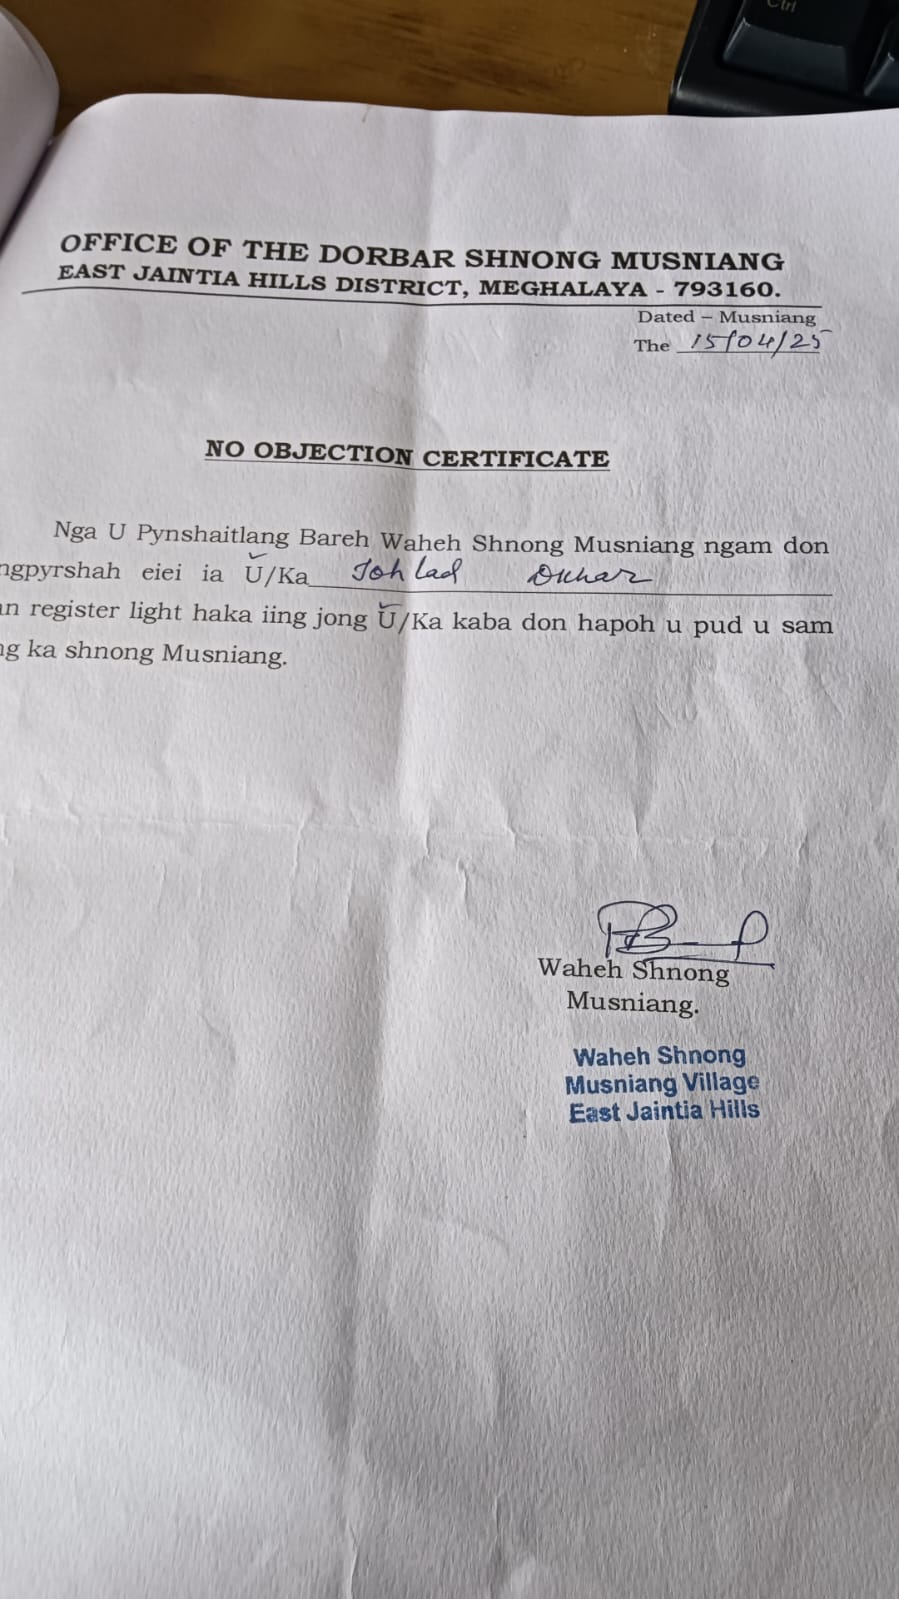 Ctrl
OFFICE OF THE DORBAR SHNONG MUSNIANG
EAST JAINTIA HILLS DISTRICT, MEGHALAYA - 793160.
Dated – Musniang
The 15/04/25
NO OBJECTION CERTIFICATE
Nga U Pynshaitlang Bareh Waheh Shnong Musniang ngam don
ngpyrshah eiei ia U/Ka Joh lad Dkhar
an register light haka iing jong U/Ka kaba don hapoh u pud u sam
ng ka shnong Musniang.
Waheh Shnong
Musniang.
Waheh Shnong
Musniang Village
East Jaintia Hills